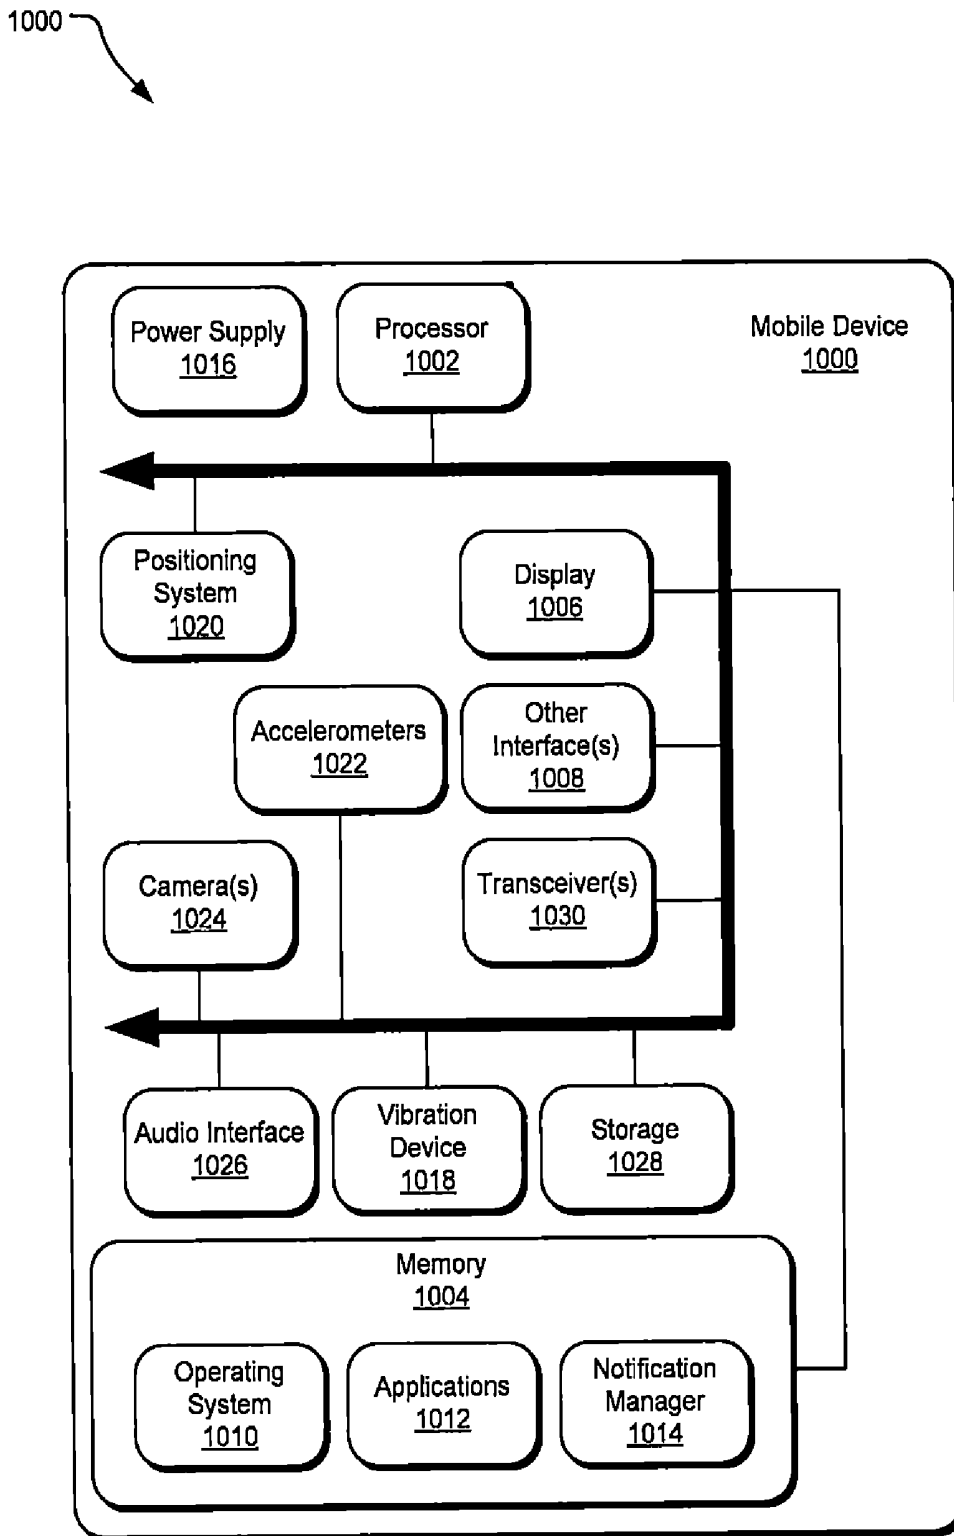 1000
Power Supply
1016
Processor
1002
Mobile Device
1000
Positioning
System
1020
Display
1006
Accelerometers
1022
Other
Interface(s)
1008
Camera(s)
1024
Transceiver(s)
1030
Audio Interface
1026
Vibration
Device
1018
Storage
1028
Memory
1004
Operating
System
1010
Applications
1012
Notification
Manager
1014